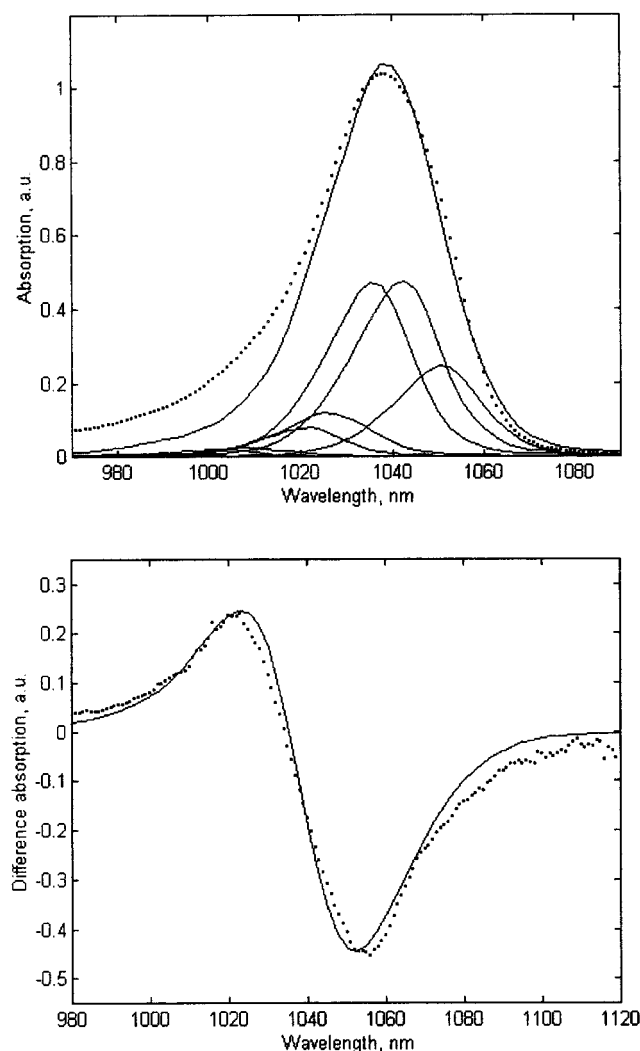 1
0.8
0.6
0.4
0.2
0
Absorption, a.u.
980 1000 1020 1040 1060 1080
Wavelength, nm
0.3
0.2
0.1
0
-0.1
-0.2
-0.3
-0.4
-0.5
Difference absorption, a.u.
980 1000 1020 1040 1060 1080 1100 1120
Wavelength, nm